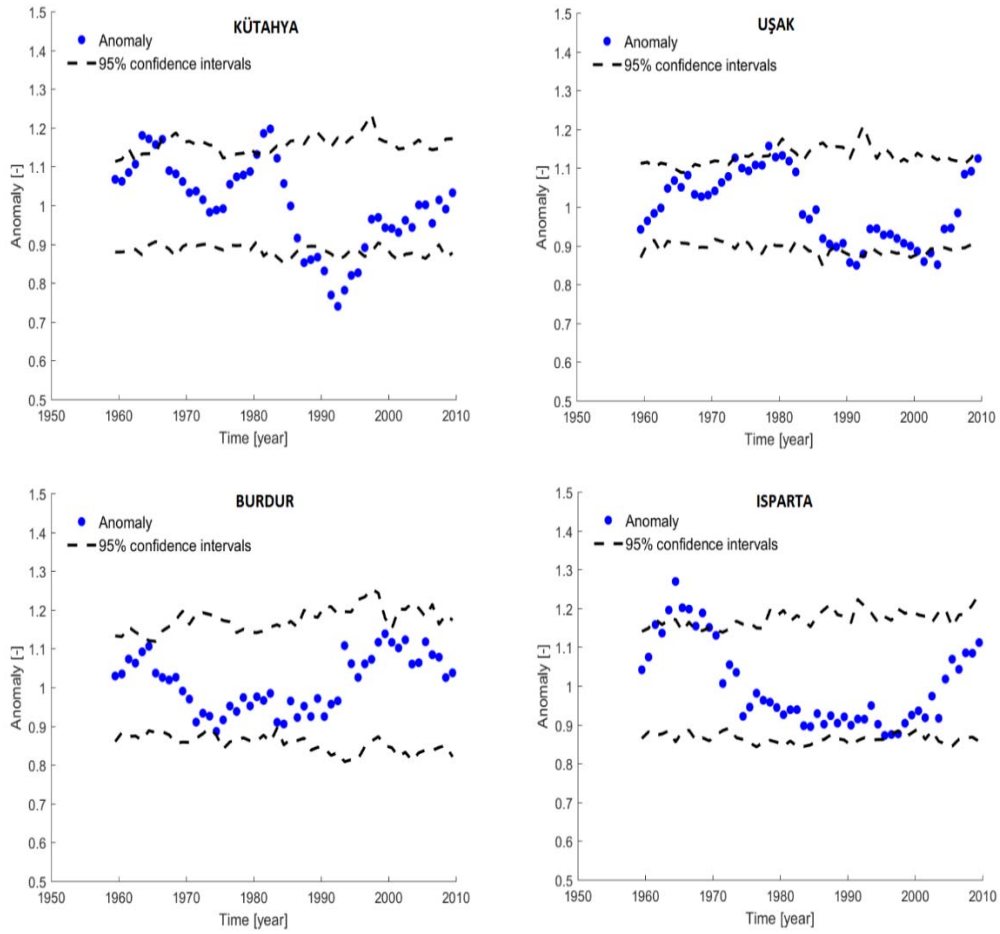 KÜTAHYA
Anomaly
95% confidence intervals
1.5
1.4
1.3
1.2
1.1
1
0.9
0.8
0.7
0.6
0.5
Anomaly [-]
1950 1960 1970 1980 1990 2000 2010
Time [year]
UŞAK
Anomaly
95% confidence intervals
1.5
1.4
1.3
1.2
1.1
1
0.9
0.8
0.7
0.6
0.5
Anomaly [-]
1950 1960 1970 1980 1990 2000 2010
Time [year]
BURDUR
Anomaly
95% confidence intervals
1.5
1.4
1.3
1.2
1.1
1
0.9
0.8
0.7
0.6
0.5
Anomaly [-]
1950 1960 1970 1980 1990 2000 2010
Time [year]
ISPARTA
Anomaly
95% confidence intervals
1.5
1.4
1.3
1.2
1.1
1
0.9
0.8
0.7
0.6
0.5
Anomaly [-]
1950 1960 1970 1980 1990 2000 2010
Time [year]